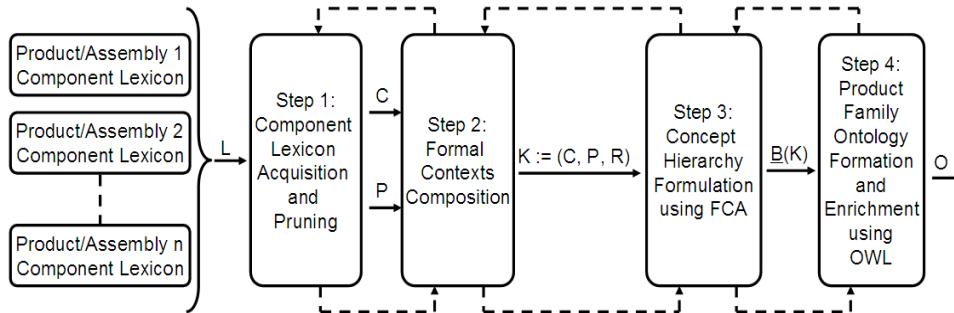 Product/Assembly 1
Component Lexicon
Product/Assembly 2
Component Lexicon
Product/Assembly n
Component Lexicon
L
Step 1:
Component
Lexicon
Acquisition
and
Pruning
C
P
Step 2:
Formal
Contexts
Composition
K := (C, P, R)
Step 3:
Concept
Hierarchy
Formulation
using FCA
B(K)
Step 4:
Product
Family
Ontology
Formation
and
Enrichment
using
OWL
O